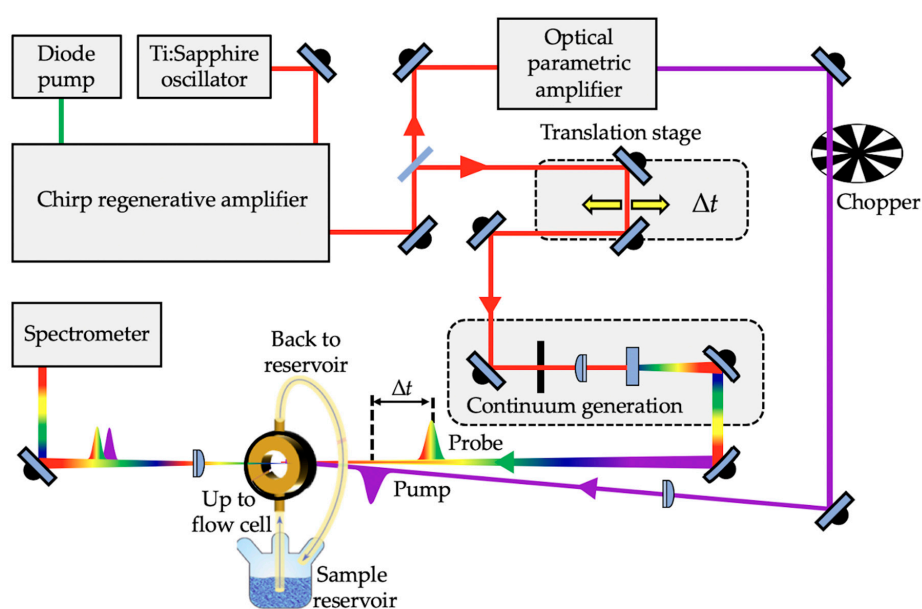 Diode
pump
Ti:Sapphire
oscillator
Optical
parametric
amplifier
Translation stage
Chirp regenerative amplifier
Δt
Chopper
Spectrometer
Back to
reservoir
Δt
Continuum generation
Probe
Pump
Up to
flow cell
Sample
reservoir